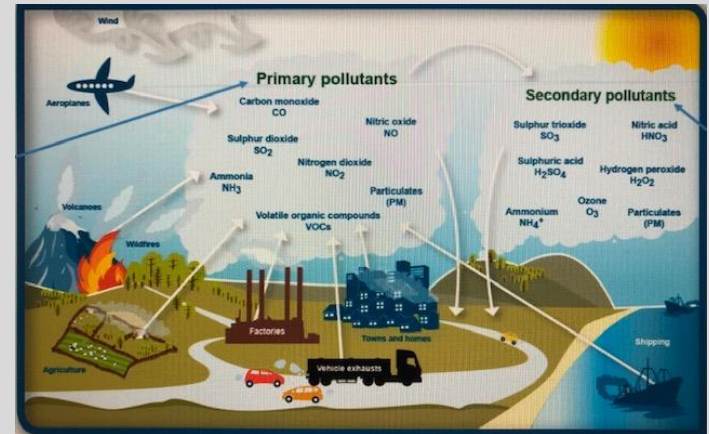 Wind
Aeroplanes
Primary pollutants
Carbon monoxide
CO
Nitric oxide
NO
Sulphur dioxide
SO2
Nitrogen dioxide
NO2
Ammonia
NH3
Particulates
(PM)
Volatile organic compounds
VOCs
Secondary pollutants
Sulphur trioxide
SO3
Nitric acid
HNO3
Sulphuric acid
H2SO4
Hydrogen peroxide
H2O2
Ozone
O3
Ammonium
NH4+
Particulates
(PM)
Volcanoes
Wildfires
Factories
Towns and homes
Agriculture
Vehicle exhausts
Shipping